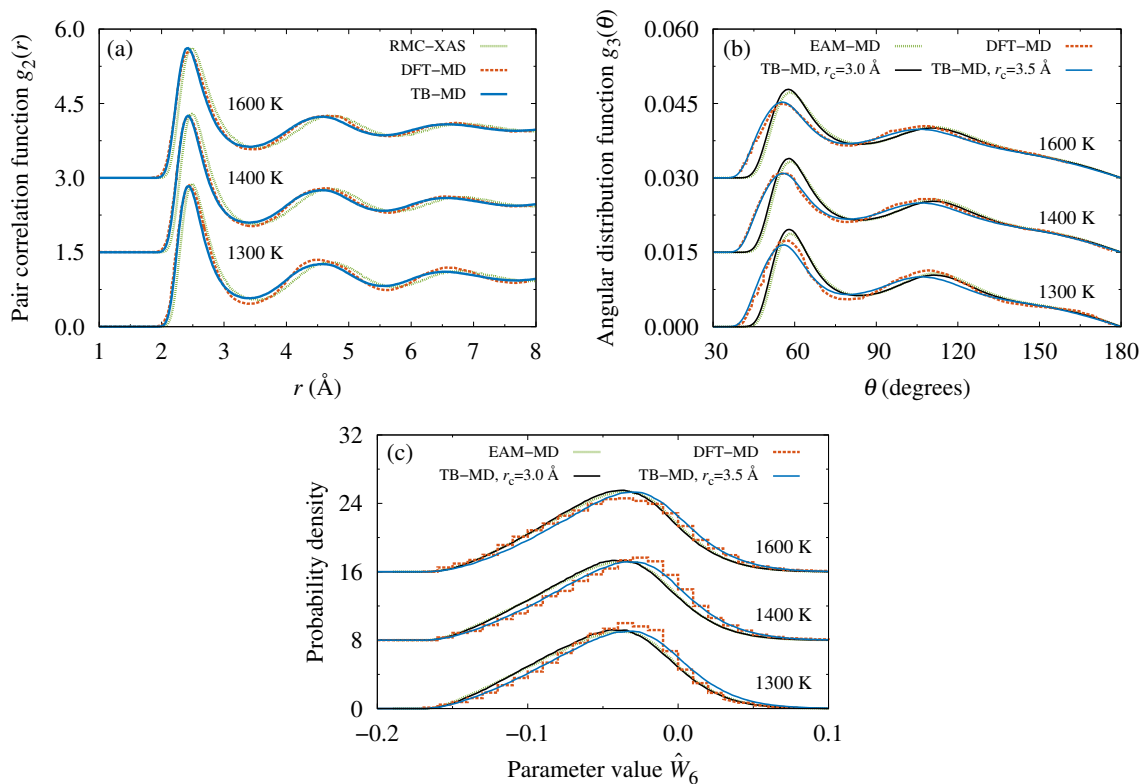 (a)
Pair correlation function g2(r)
6.0
4.5
3.0
1.5
0.0
RMC−XAS
DFT−MD
TB−MD
1600 K
1400 K
1300 K
1 2 3 4 5 6 7 8
r (Å)
(b)
Angular distribution function g3(θ)
0.060
0.045
0.030
0.015
0.000
EAM−MD
DFT−MD
TB−MD, rc=3.0 Å
TB−MD, rc=3.5 Å
1600 K
1400 K
1300 K
30 60 90 120 150 180
θ (degrees)
(c)
Probability density
32
24
16
8
0
EAM−MD
DFT−MD
TB−MD, rc=3.0 Å
TB−MD, rc=3.5 Å
1600 K
1400 K
1300 K
−0.2 −0.1 0.0 0.1
Parameter value Ŵ6